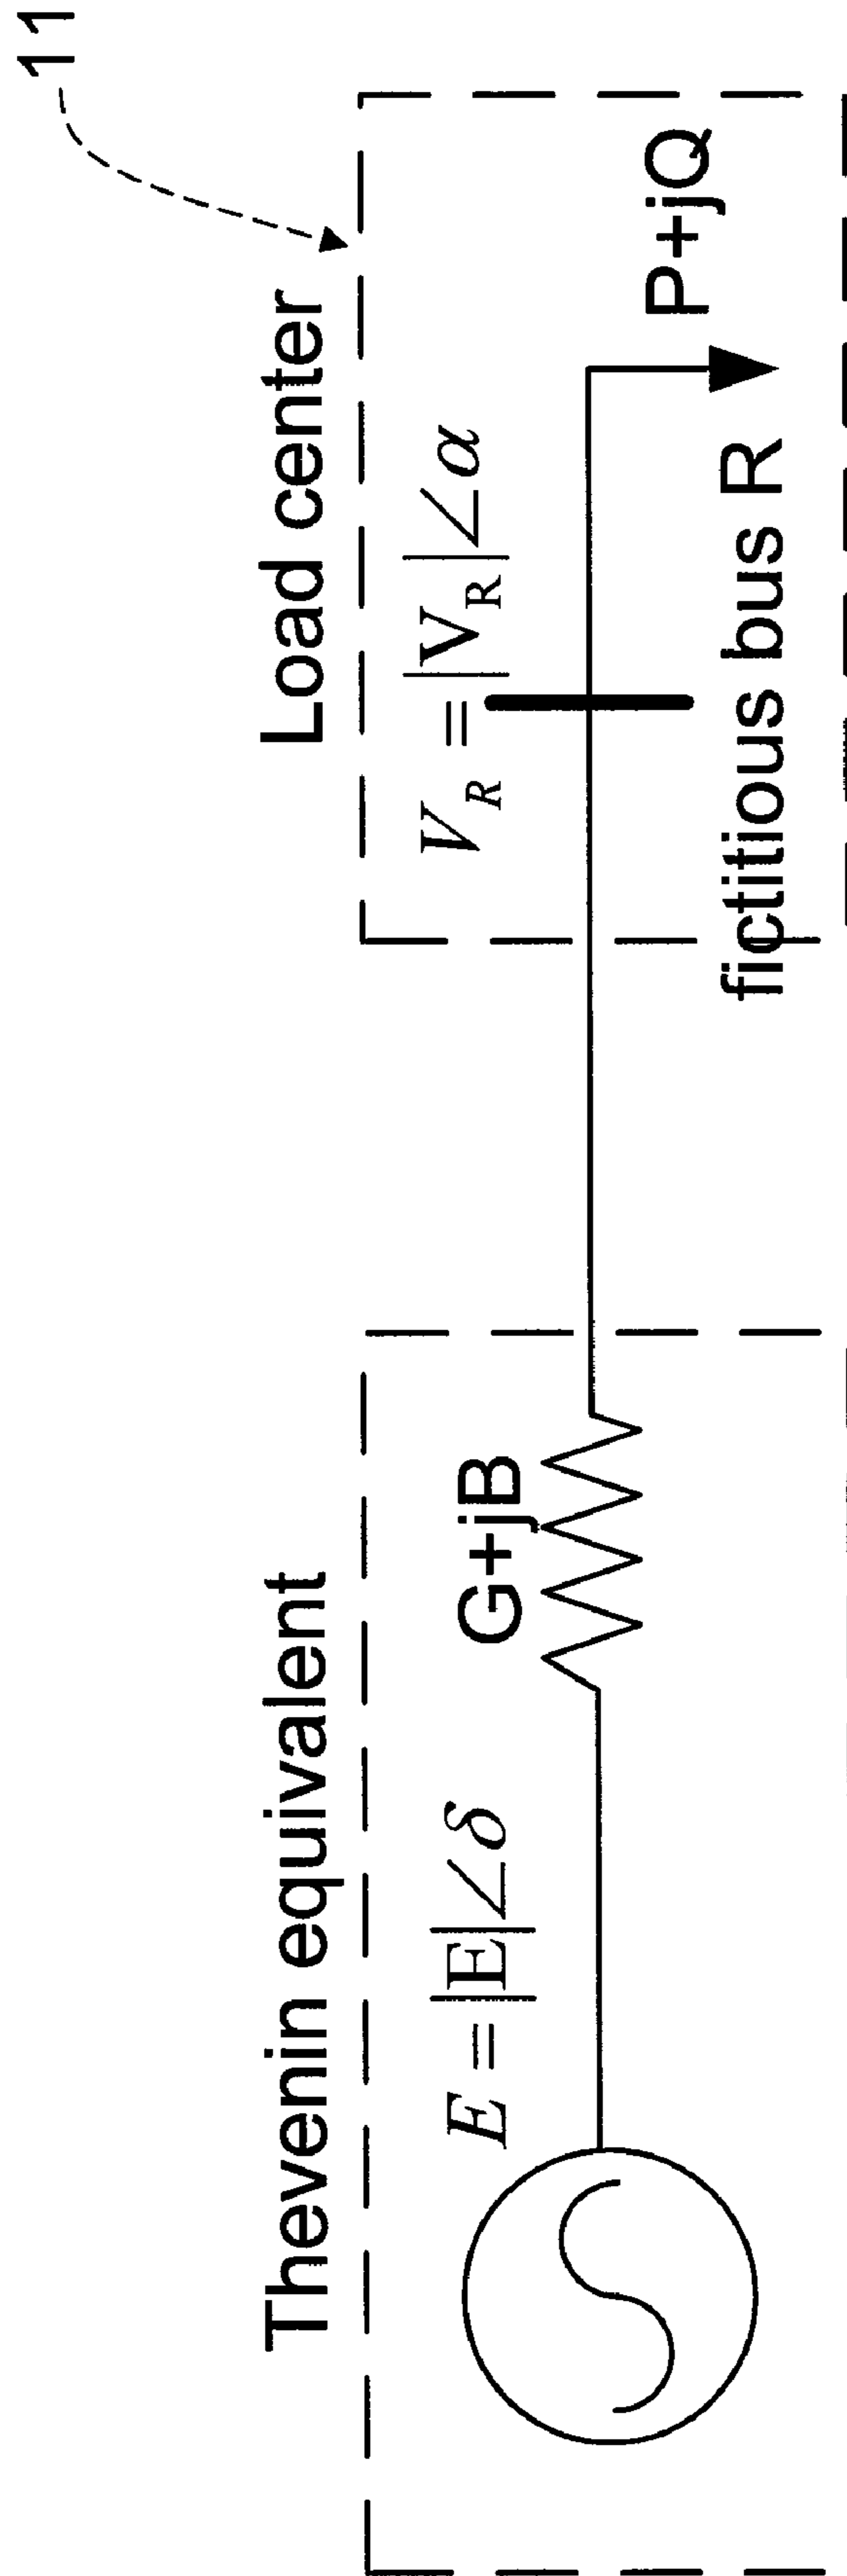 11
Thevenin equivalent
Load center
E = |E|∠δ
G+jB
V_R = |V_R|∠α
P+jQ
fictitious bus R